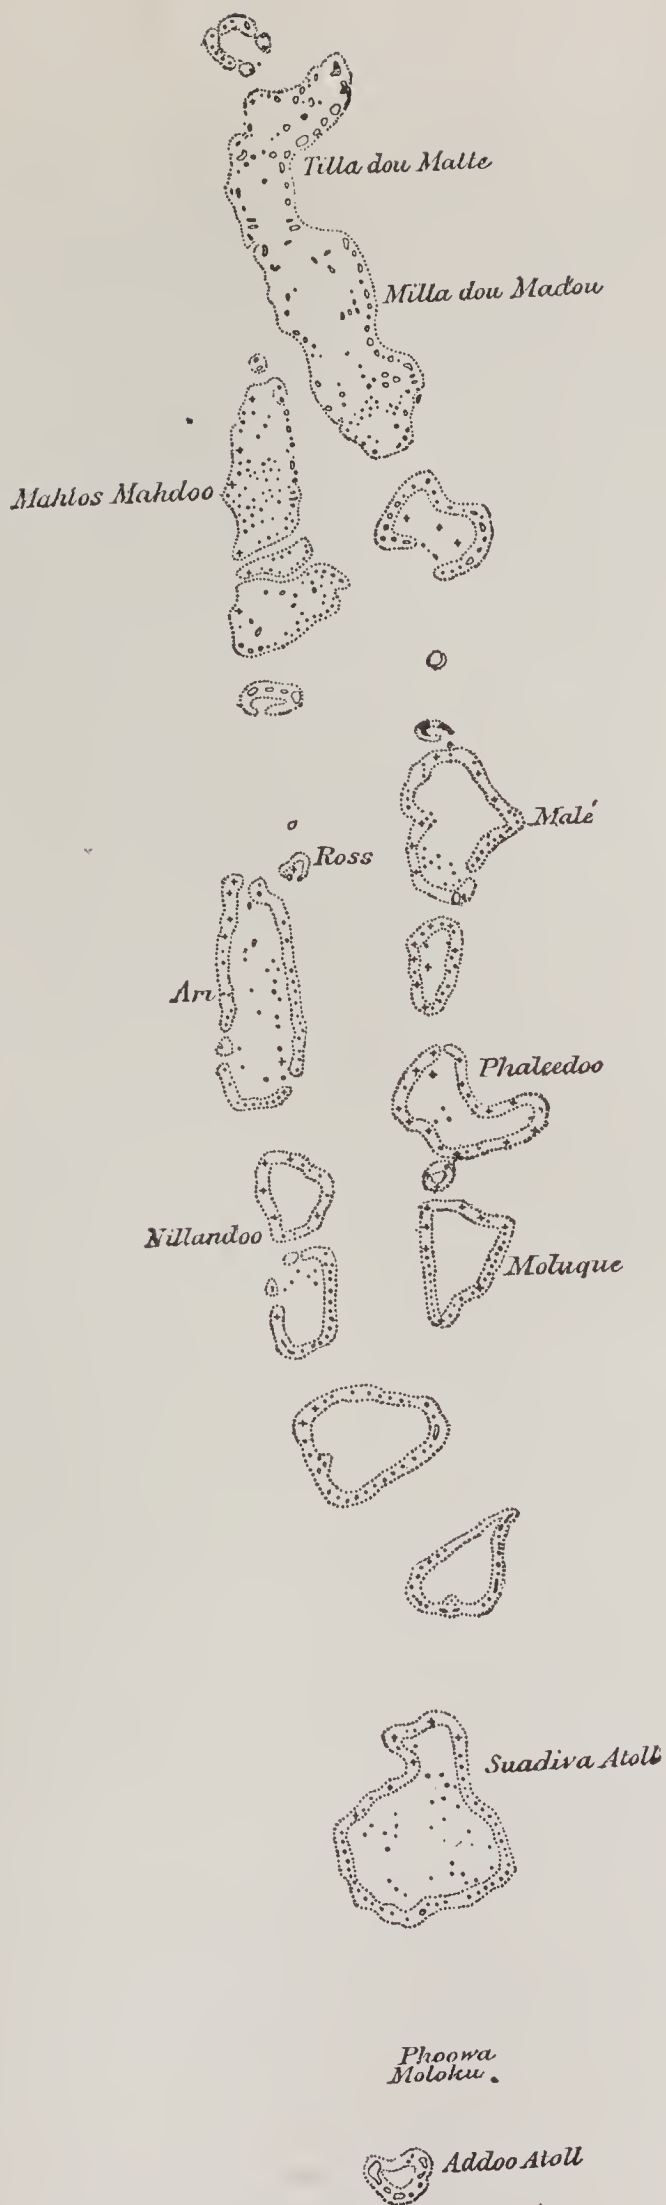 Tilla dou Matte
Milla dou Madou
Mahlos Mahdoo
Malé
Ross
Ari
Phaleedoo
Nillandoo
Moluque
Suadiva Atoll
Phoowa
Moloku
Addoo Atoll